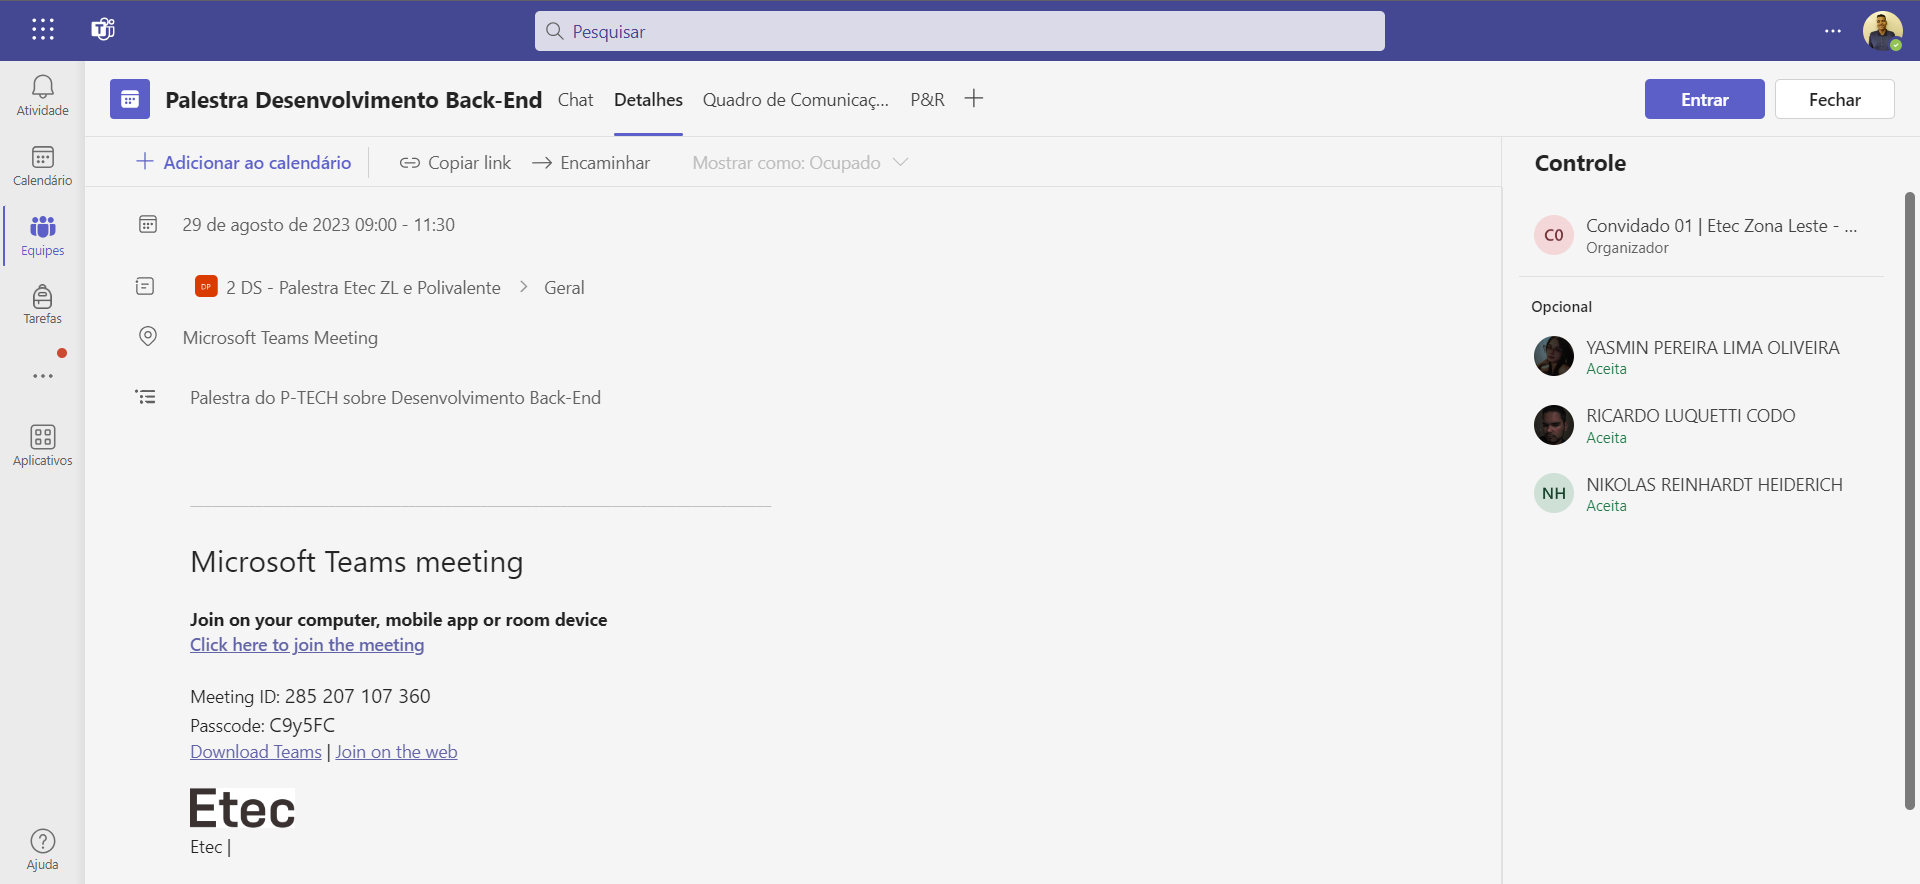 Pesquisar
Atividade
Calendário
Equipes
Tarefas
Aplicativos
Ajuda
Palestra Desenvolvimento Back-End Chat Detalhes Quadro de Comunicaç... P&R
Entrar Fechar
Adicionar ao calendário Copiar link Encaminhar Mostrar como: Ocupado
29 de agosto de 2023 09:00 - 11:30
DP 2 DS - Palestra Etec ZL e Polivalente > Geral
Microsoft Teams Meeting
Palestra do P-TECH sobre Desenvolvimento Back-End
Microsoft Teams meeting
Join on your computer, mobile app or room device
Click here to join the meeting
Meeting ID: 285 207 107 360
Passcode: C9y5FC
Download Teams | Join on the web
Etec
Etec |
Controle
C0 Convidado 01 | Etec Zona Leste - ...
Organizador
Opcional
YASMIN PEREIRA LIMA OLIVEIRA
Aceita
RICARDO LUQUETTI CODO
Aceita
NH NIKOLAS REINHARDT HEIDERICH
Aceita